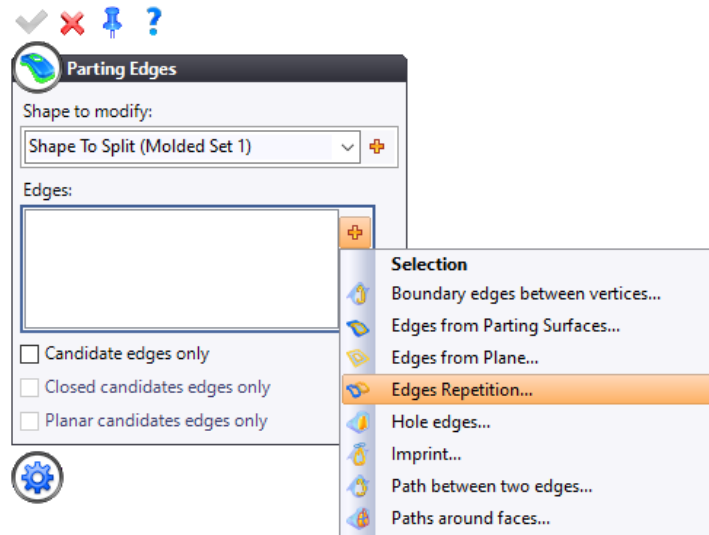 ?
Parting Edges
Shape to modify:
Shape To Split (Molded Set 1)
Edges:
Selection
Boundary edges between vertices...
Edges from Parting Surfaces...
Candidate edges only
Edges from Plane...
Closed candidates edges only
Edges Repetition...
Planar candidates edges only
Hole edges...
Imprint...
Path between two edges...
Paths around faces...